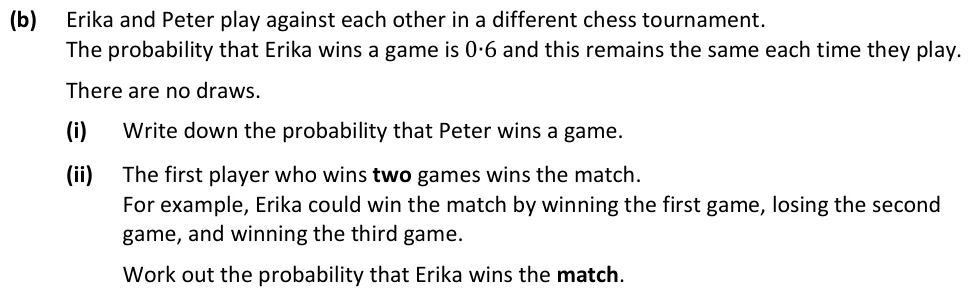 (b) Erika and Peter play against each other in a different chess tournament.
The probability that Erika wins a game is 0·6 and this remains the same each time they play.
There are no draws.
(i) Write down the probability that Peter wins a game.
(ii) The first player who wins two games wins the match.
For example, Erika could win the match by winning the first game, losing the second
game, and winning the third game.
Work out the probability that Erika wins the match.